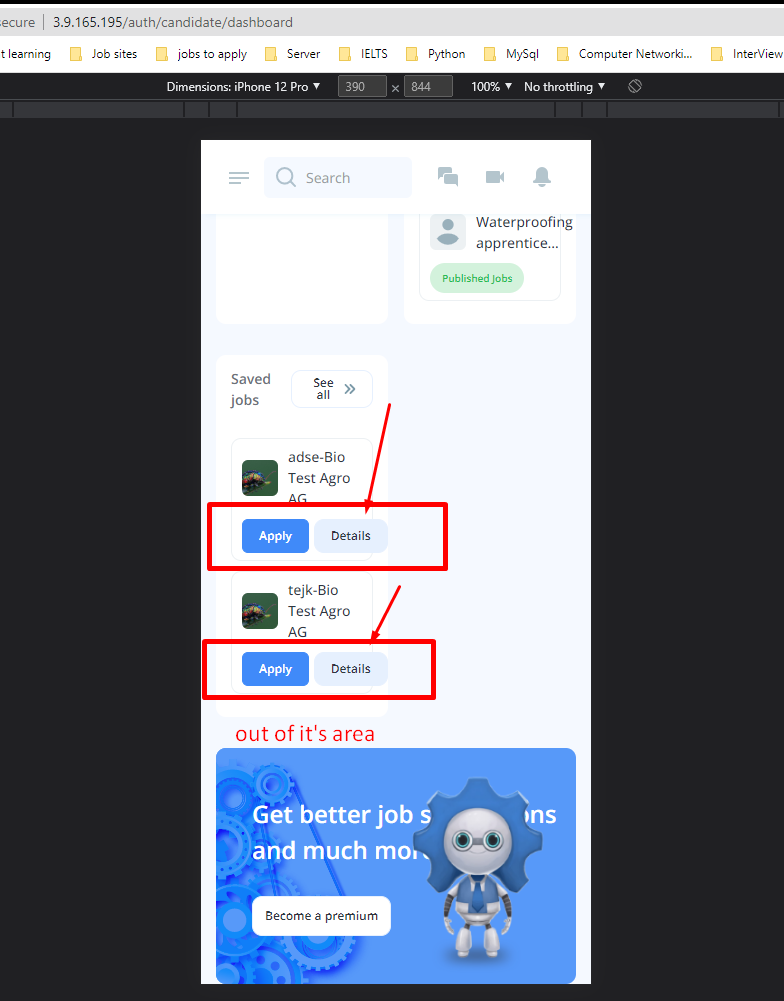 ecure | 3.9.165.195/auth/candidate/dashboard
t learning Job sites jobs to apply Server IELTS Python MySql Computer Networki... InterView
Dimensions: iPhone 12 Pro ▼ 390 × 844 100% ▼ No throttling ▼
Search
Waterproofing
apprentice...
Published Jobs
Saved
jobs
See
all
adse-Bio
Test Agro
AG
Apply Details
tejk-Bio
Test Agro
AG
Apply Details
out of it's area
Get better job s ons
and much mor
Become a premium